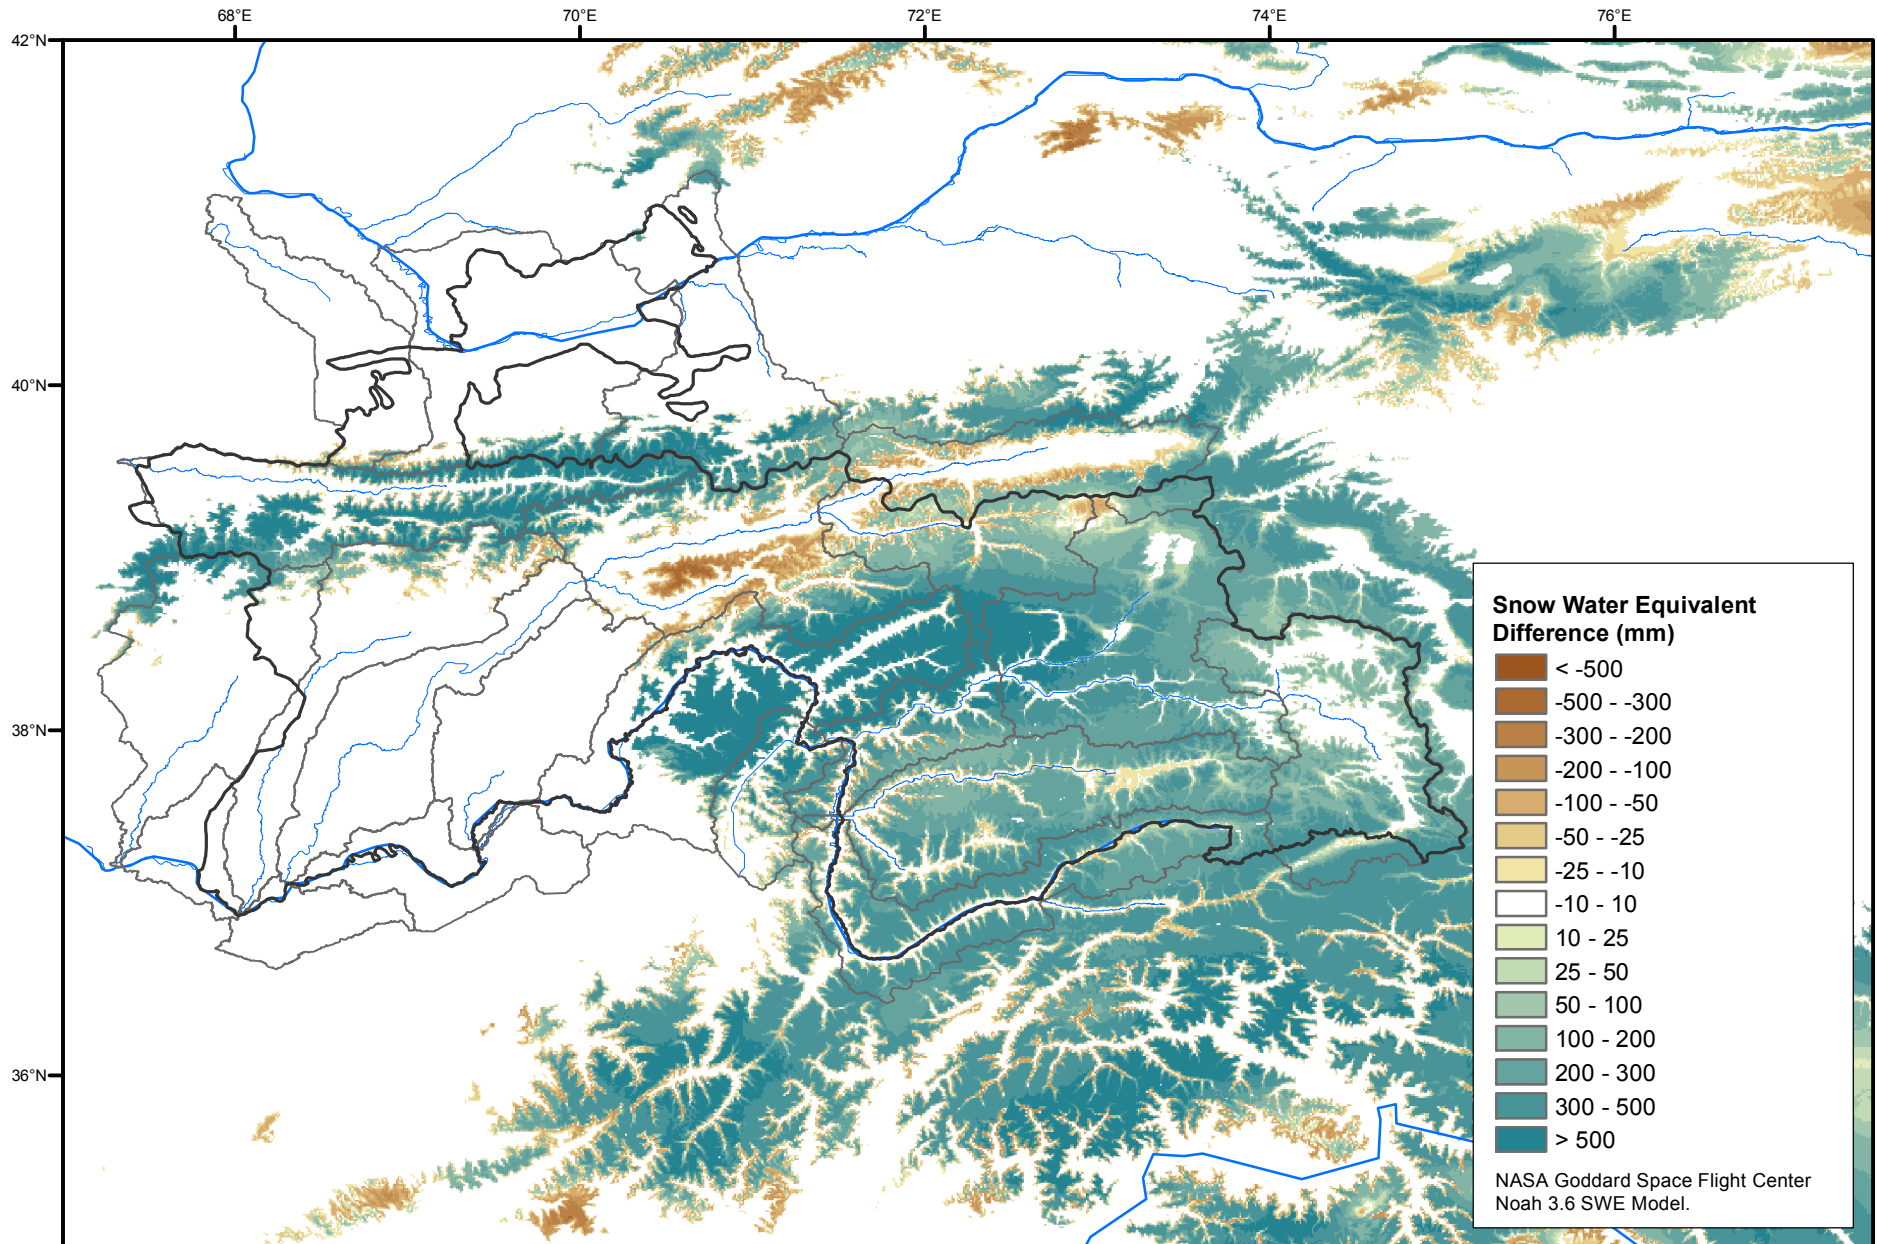 68°E 70°E 72°E 74°E 76°E
42°N
40°N
38°N
36°N
Snow Water Equivalent
Difference (mm)
< -500
-500 - -300
-300 - -200
-200 - -100
-100 - -50
-50 - -25
-25 - -10
-10 - 10
10 - 25
25 - 50
50 - 100
100 - 200
200 - 300
300 - 500
> 500
NASA Goddard Space Flight Center
Noah 3.6 SWE Model.